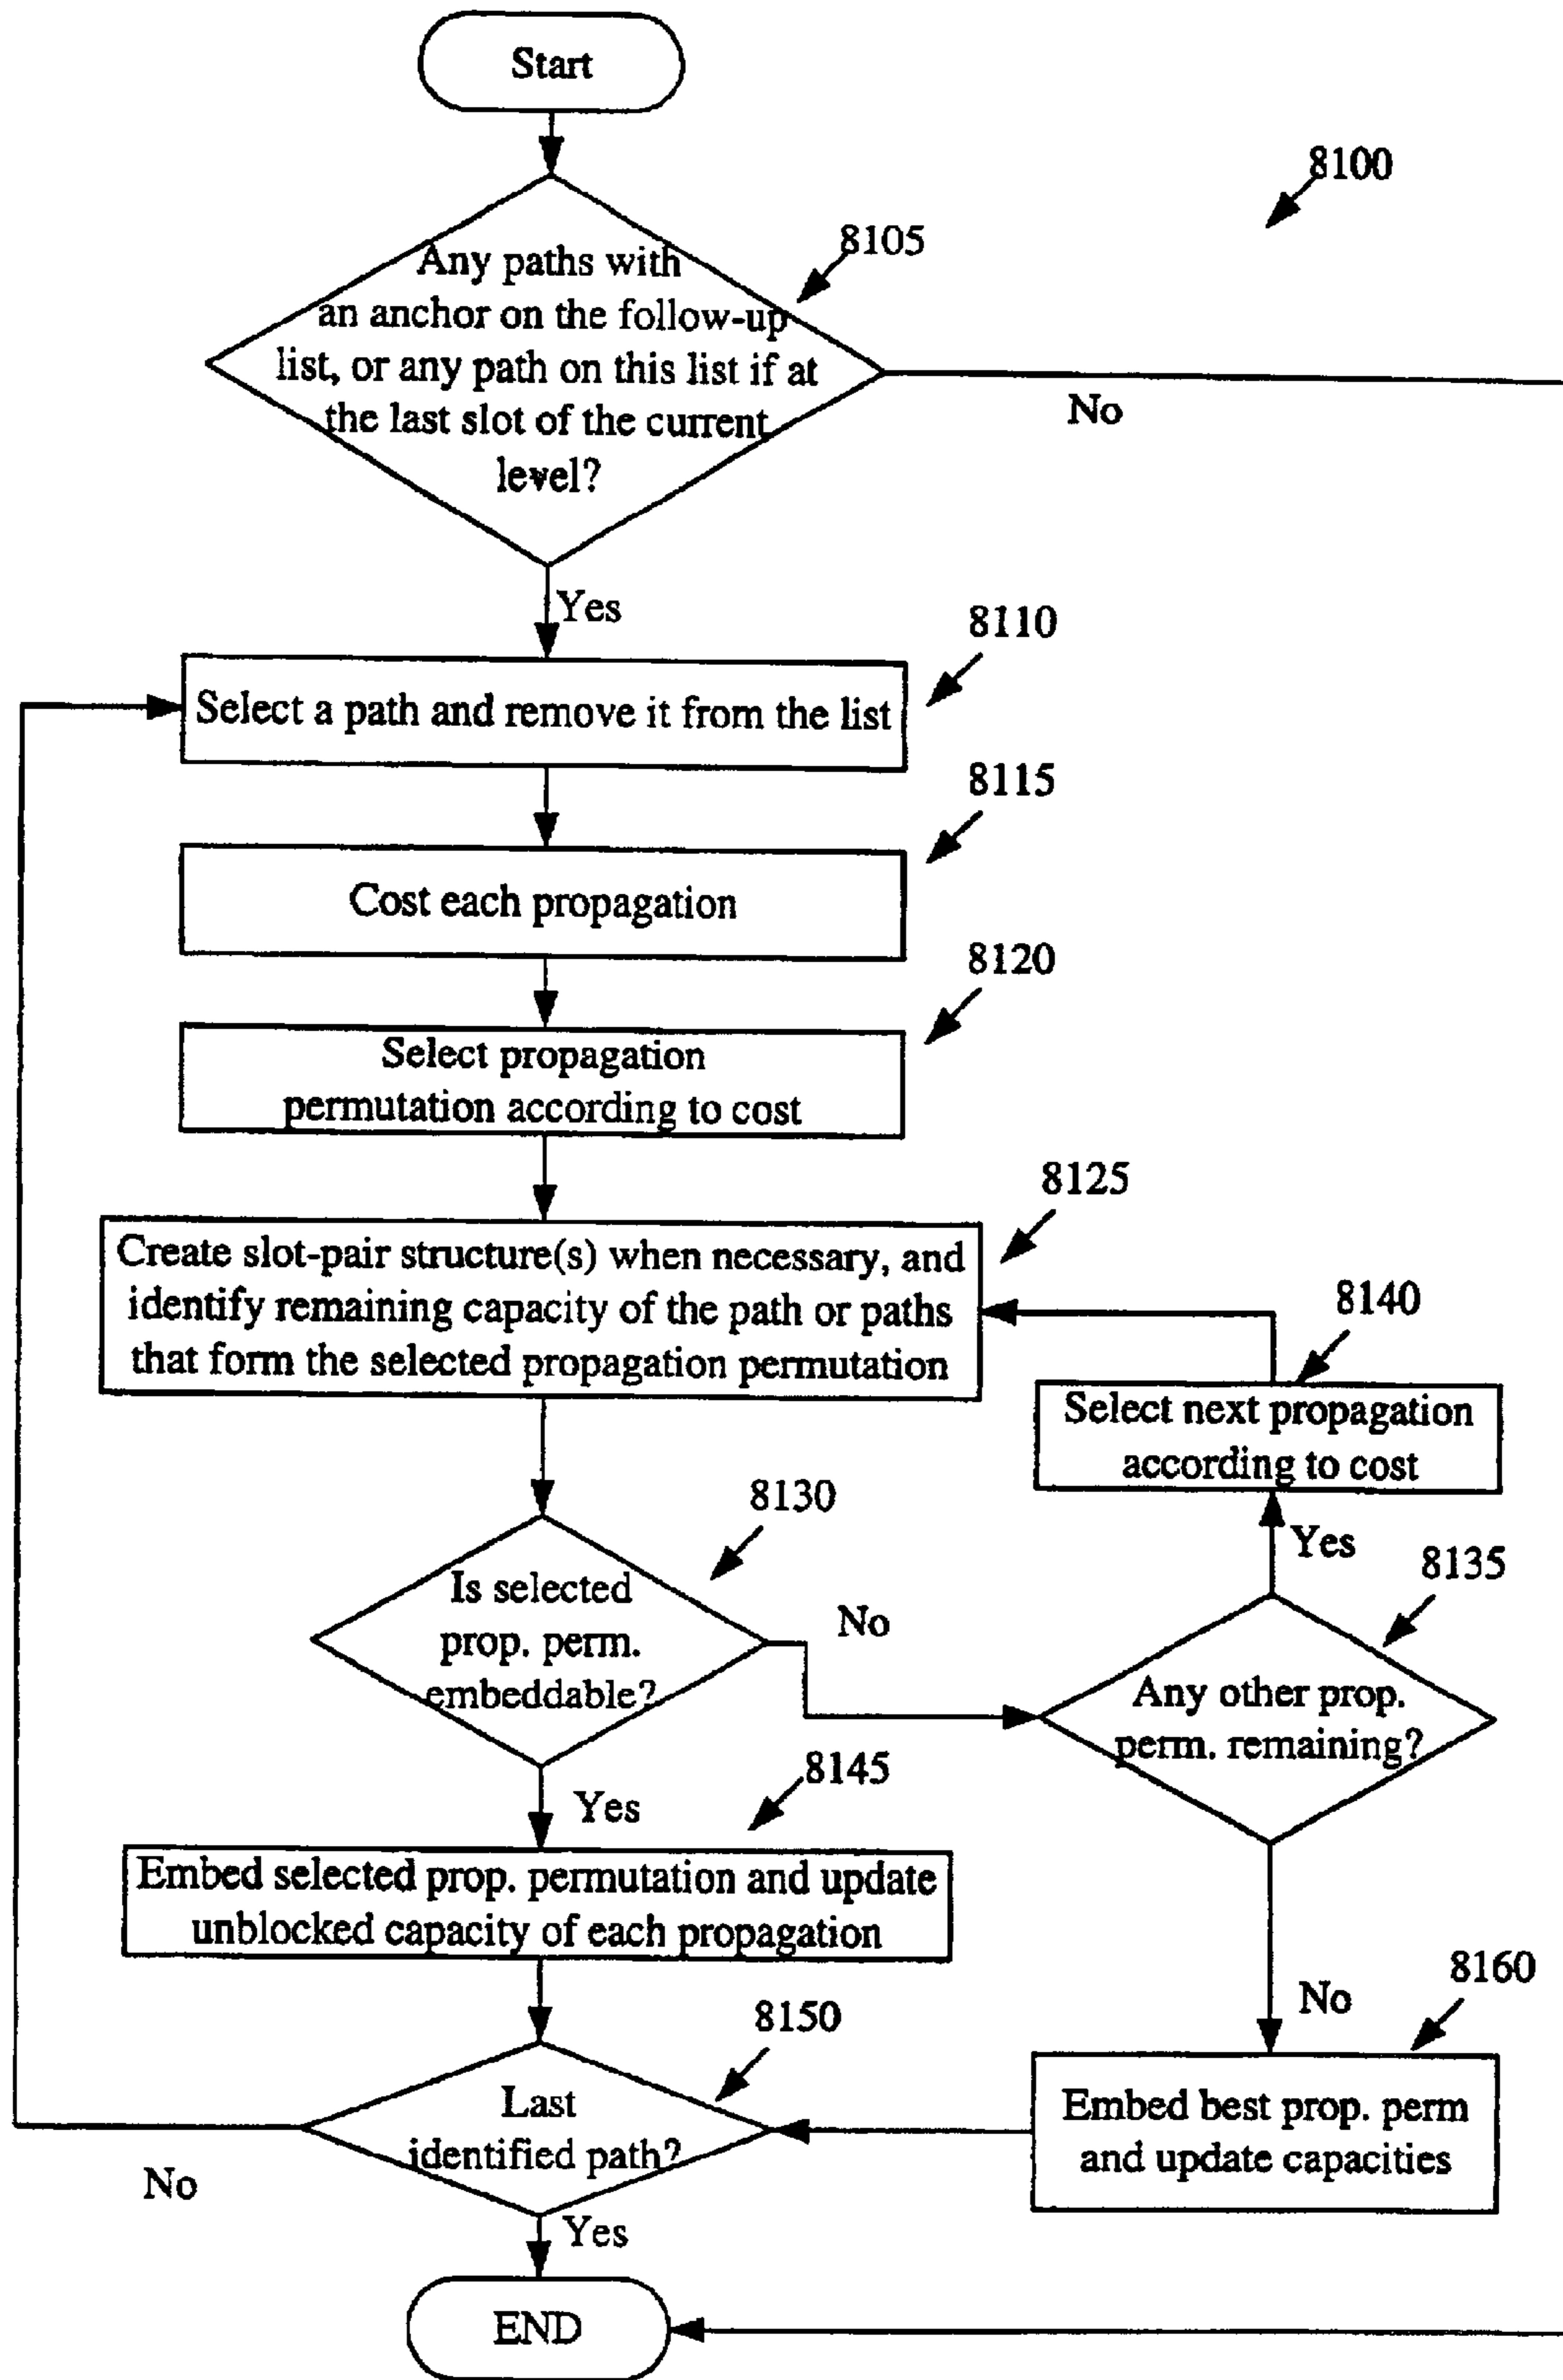 Start
8100
8105
Any paths with
an anchor on the follow-up
list, or any path on this list if at
the last slot of the current
level?
No
Yes
8110
Select a path and remove it from the list
8115
Cost each propagation
8120
Select propagation
permutation according to cost
8125
Create slot-pair structure(s) when necessary, and
identify remaining capacity of the path or paths
that form the selected propagation permutation
8140
Select next propagation
according to cost
8130
Is selected
prop. perm.
embeddable?
No
Yes
8135
Any other prop.
perm. remaining?
8145
Yes
Embed selected prop. permutation and update
unblocked capacity of each propagation
No
8160
8150
Last
identified path?
Embed best prop. perm
and update capacities
No
Yes
END